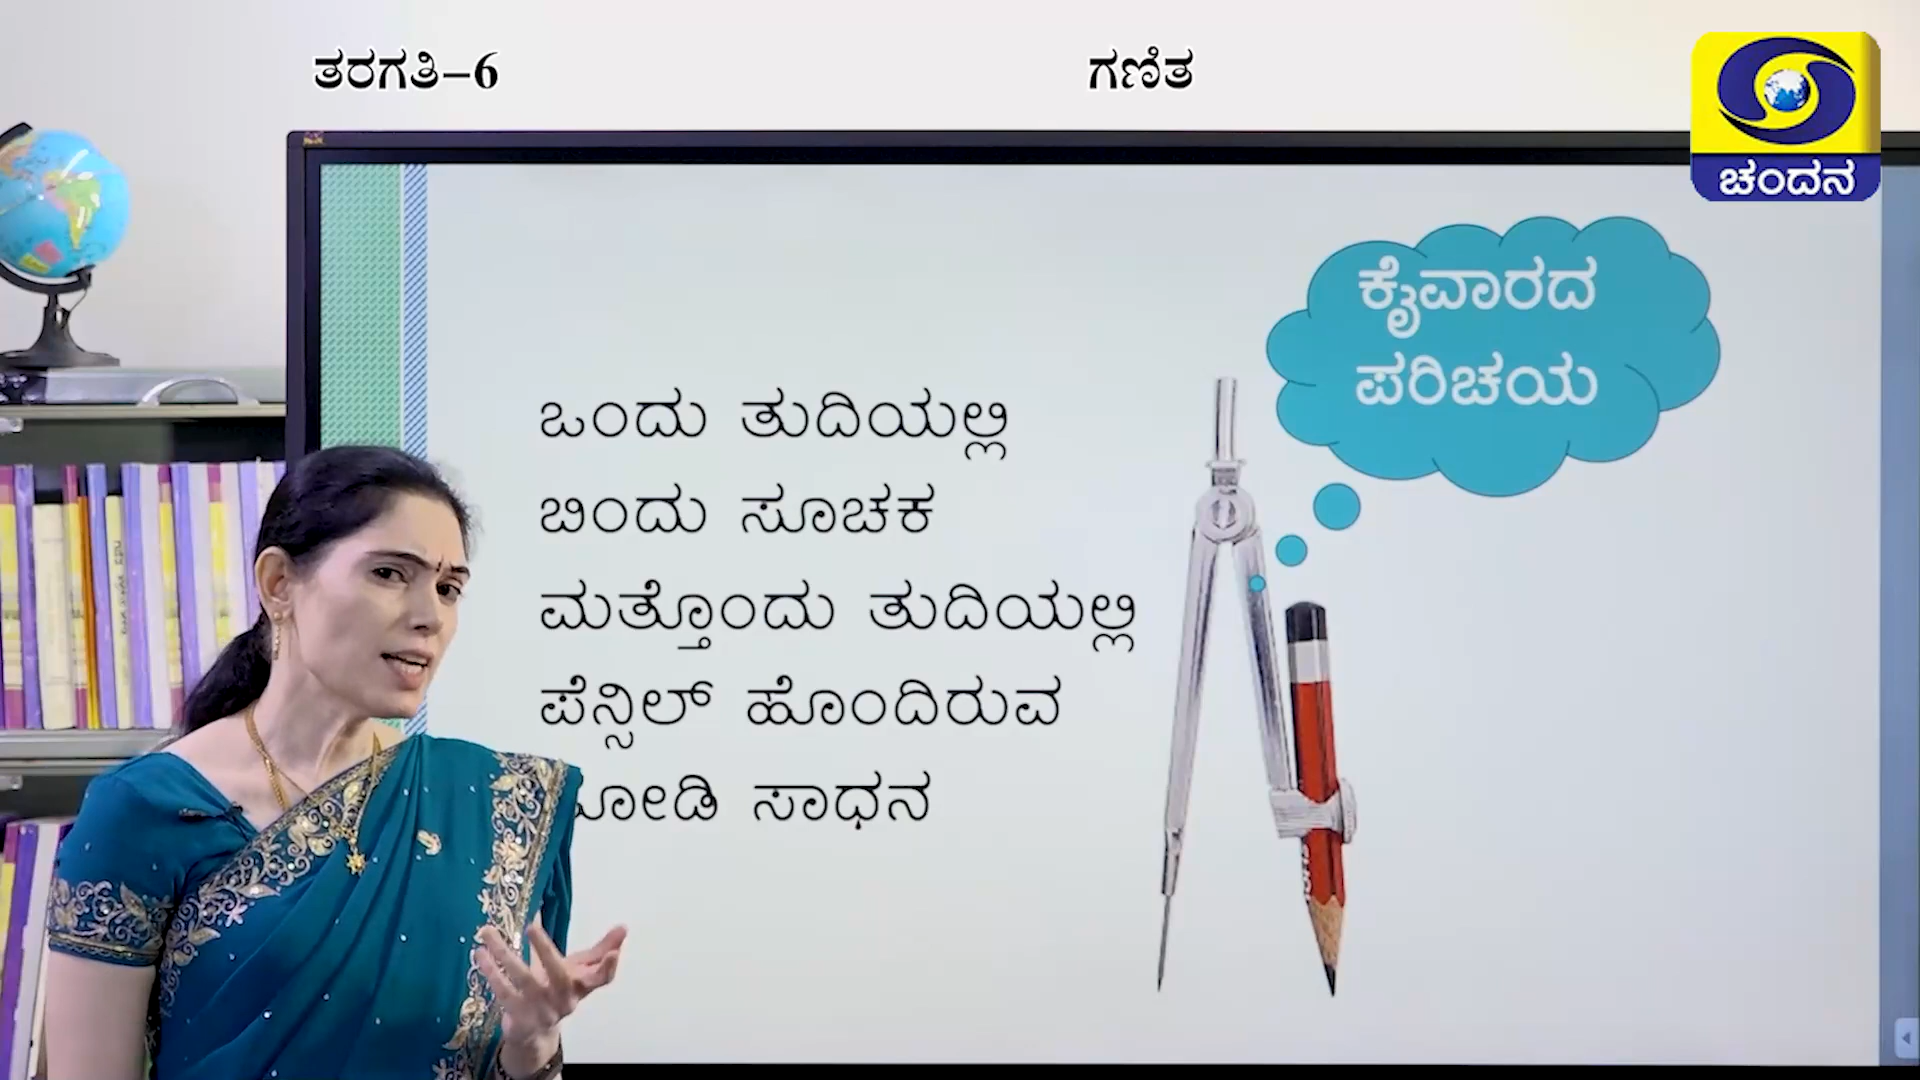 ತರಗತಿ–6
ಗಣಿತ
ಚಂದನ
ಕೈವಾರದ
ಪರಿಚಯ
ಒಂದು ತುದಿಯಲ್ಲಿ
ಬಿಂದು ಸೂಚಕ
ಮತ್ತೊಂದು ತುದಿಯಲ್ಲಿ
ಪೆನ್ಸಿಲ್ ಹೊಂದಿರುವ
ಸಾಧನ